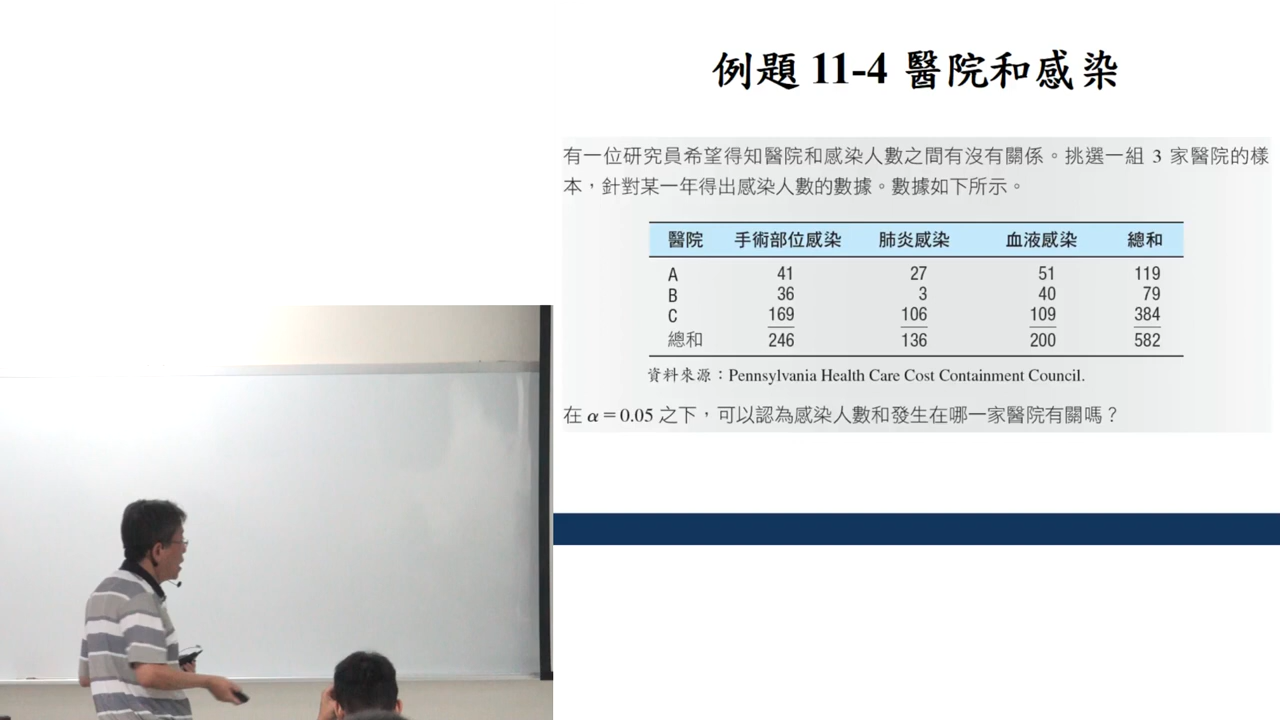 例題 11-4 醫院和感染
有一位研究員希望得知醫院和感染人數之間有沒有關係。挑選一組 3 家醫院的樣
本，針對某一年得出感染人數的數據。數據如下所示。
醫院 手術部位感染 肺炎感染 血液感染 總和
A 41 27 51 119
B 36 3 40 79
C 169 106 109 384
總和 246 136 200 582
資料來源：Pennsylvania Health Care Cost Containment Council.
在 α = 0.05 之下，可以認為感染人數和發生在哪一家醫院有關嗎？